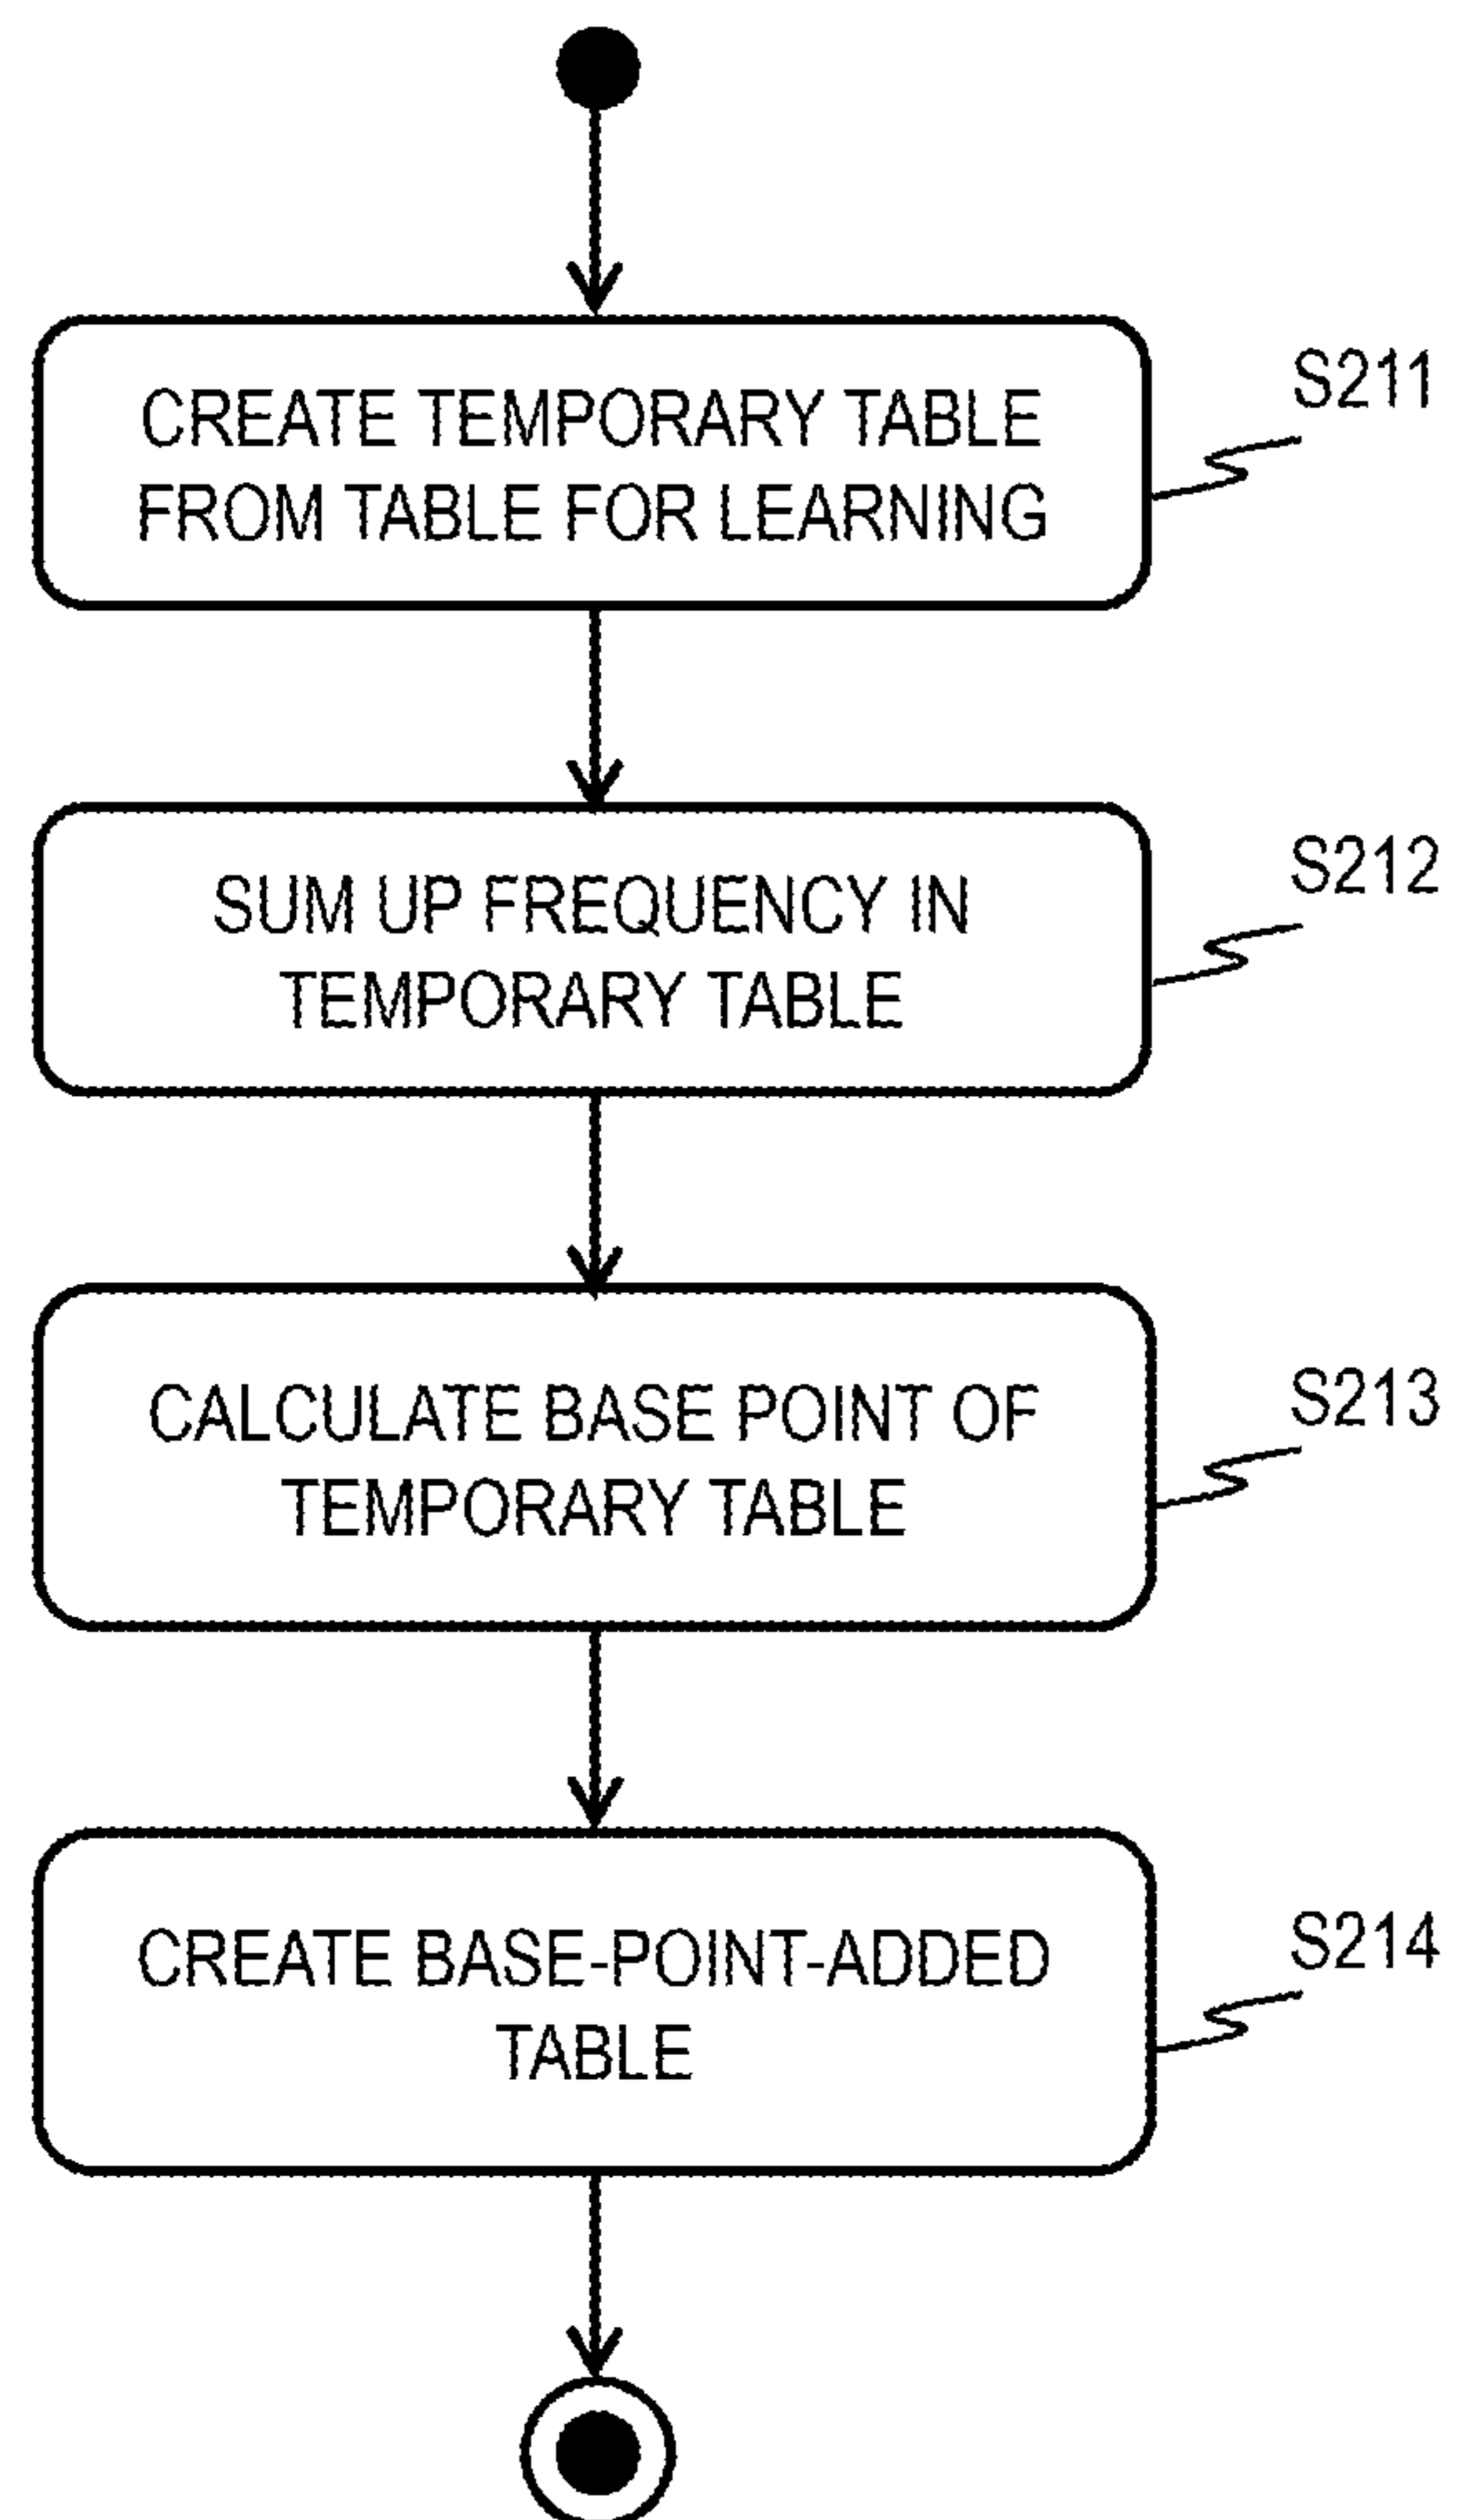 CREATE TEMPORARY TABLE
FROM TABLE FOR LEARNING
S211
SUM UP FREQUENCY IN
TEMPORARY TABLE
S212
CALCULATE BASE POINT OF
TEMPORARY TABLE
S213
CREATE BASE-POINT-ADDED
TABLE
S214